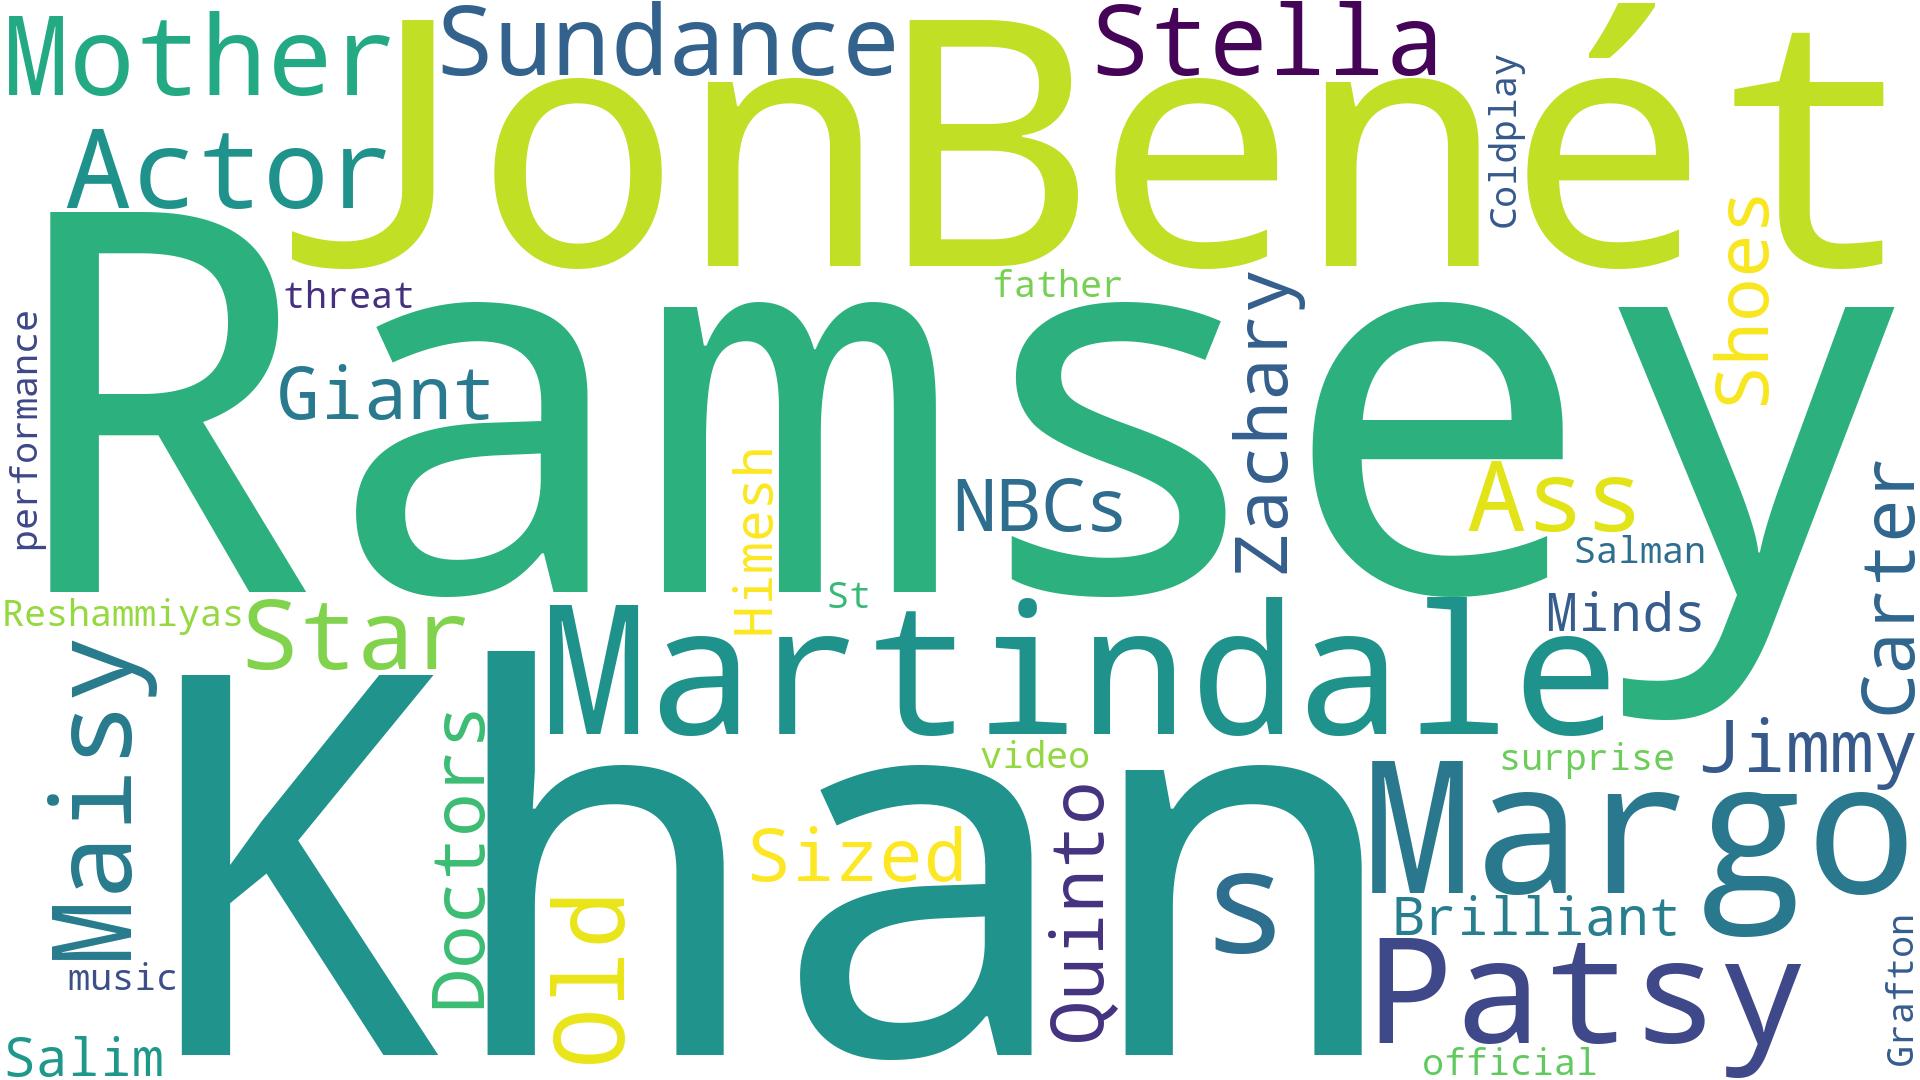 Mother
Sundance
Stella
JonBenét
Coldplay
Actor
Shoes
Ramsey
threat
father
Zachary
performance
Giant
Himesh
NBCs
Ass
Carter
Salman
St
Minds
Reshammiyas
Star
Martindale
Maisy
Khan
Doctors
video
surprise
Jimmy
Margo
Quinto
Sized
s
Old
Brilliant
Patsy
Grafton
music
Salim
official